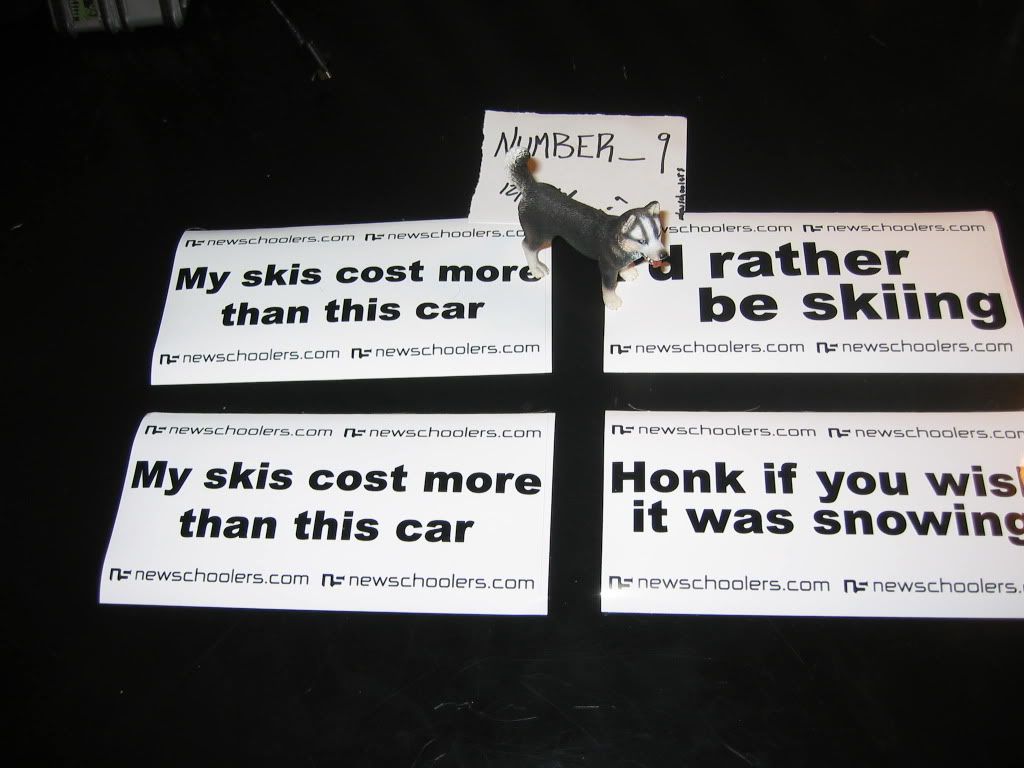 NUMBER_9
newschoolers
newschoolers.com newschoolers.com
My skis cost more
than this car
newschoolers.com newschoolers.com
newschoolers.com
d rather
be skiing
newschoolers.com newschoolers.com
newschoolers.com newschoolers.com
My skis cost more
than this car
newschoolers.com newschoolers.com
newschoolers.com newschoolers.com
Honk if you wis
it was snowing
newschoolers.com newschoolers.